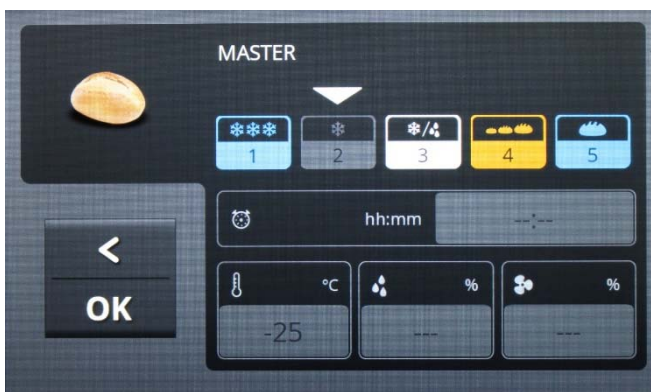 MASTER
1 2 3 4 5
hh:mm --:--
<
OK
°C % %
-25 --- ---